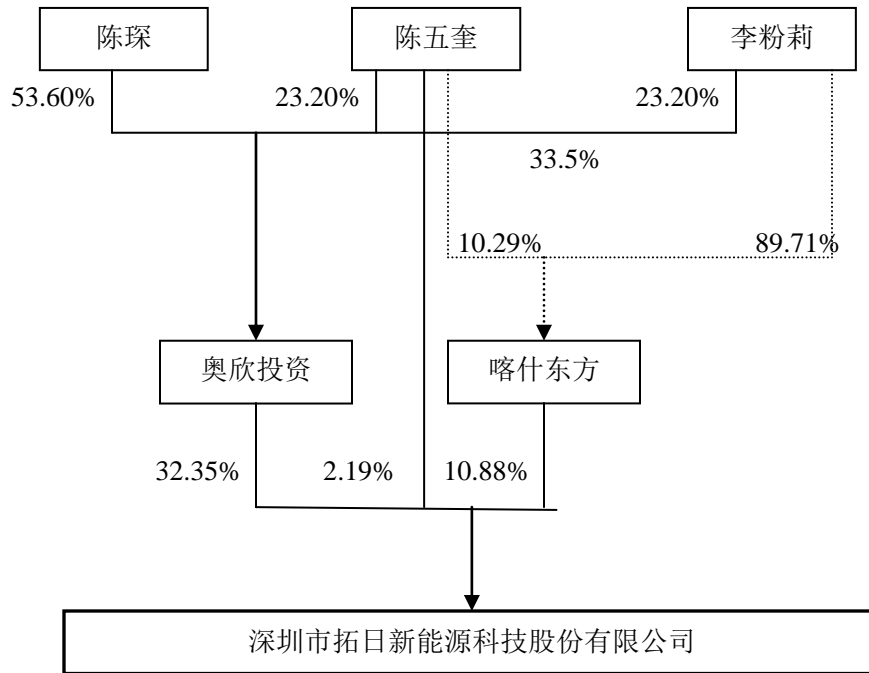 陈琛 陈五奎 李粉莉
53.60% 23.20% 23.20%
33.5%
10.29% 89.71%
奥欣投资 喀什东方
32.35% 2.19% 10.88%
深圳市拓日新能源科技股份有限公司